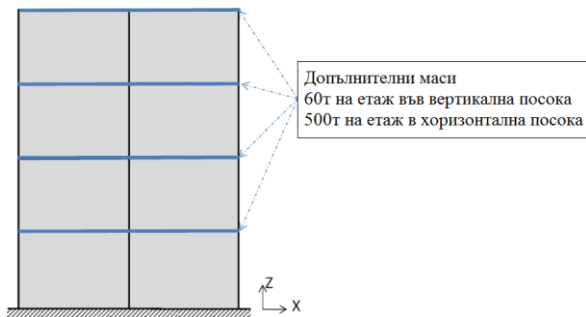 Допълнителни маси
60т на етаж във вертикална посока
500т на етаж в хоризонтална посока
Z
X